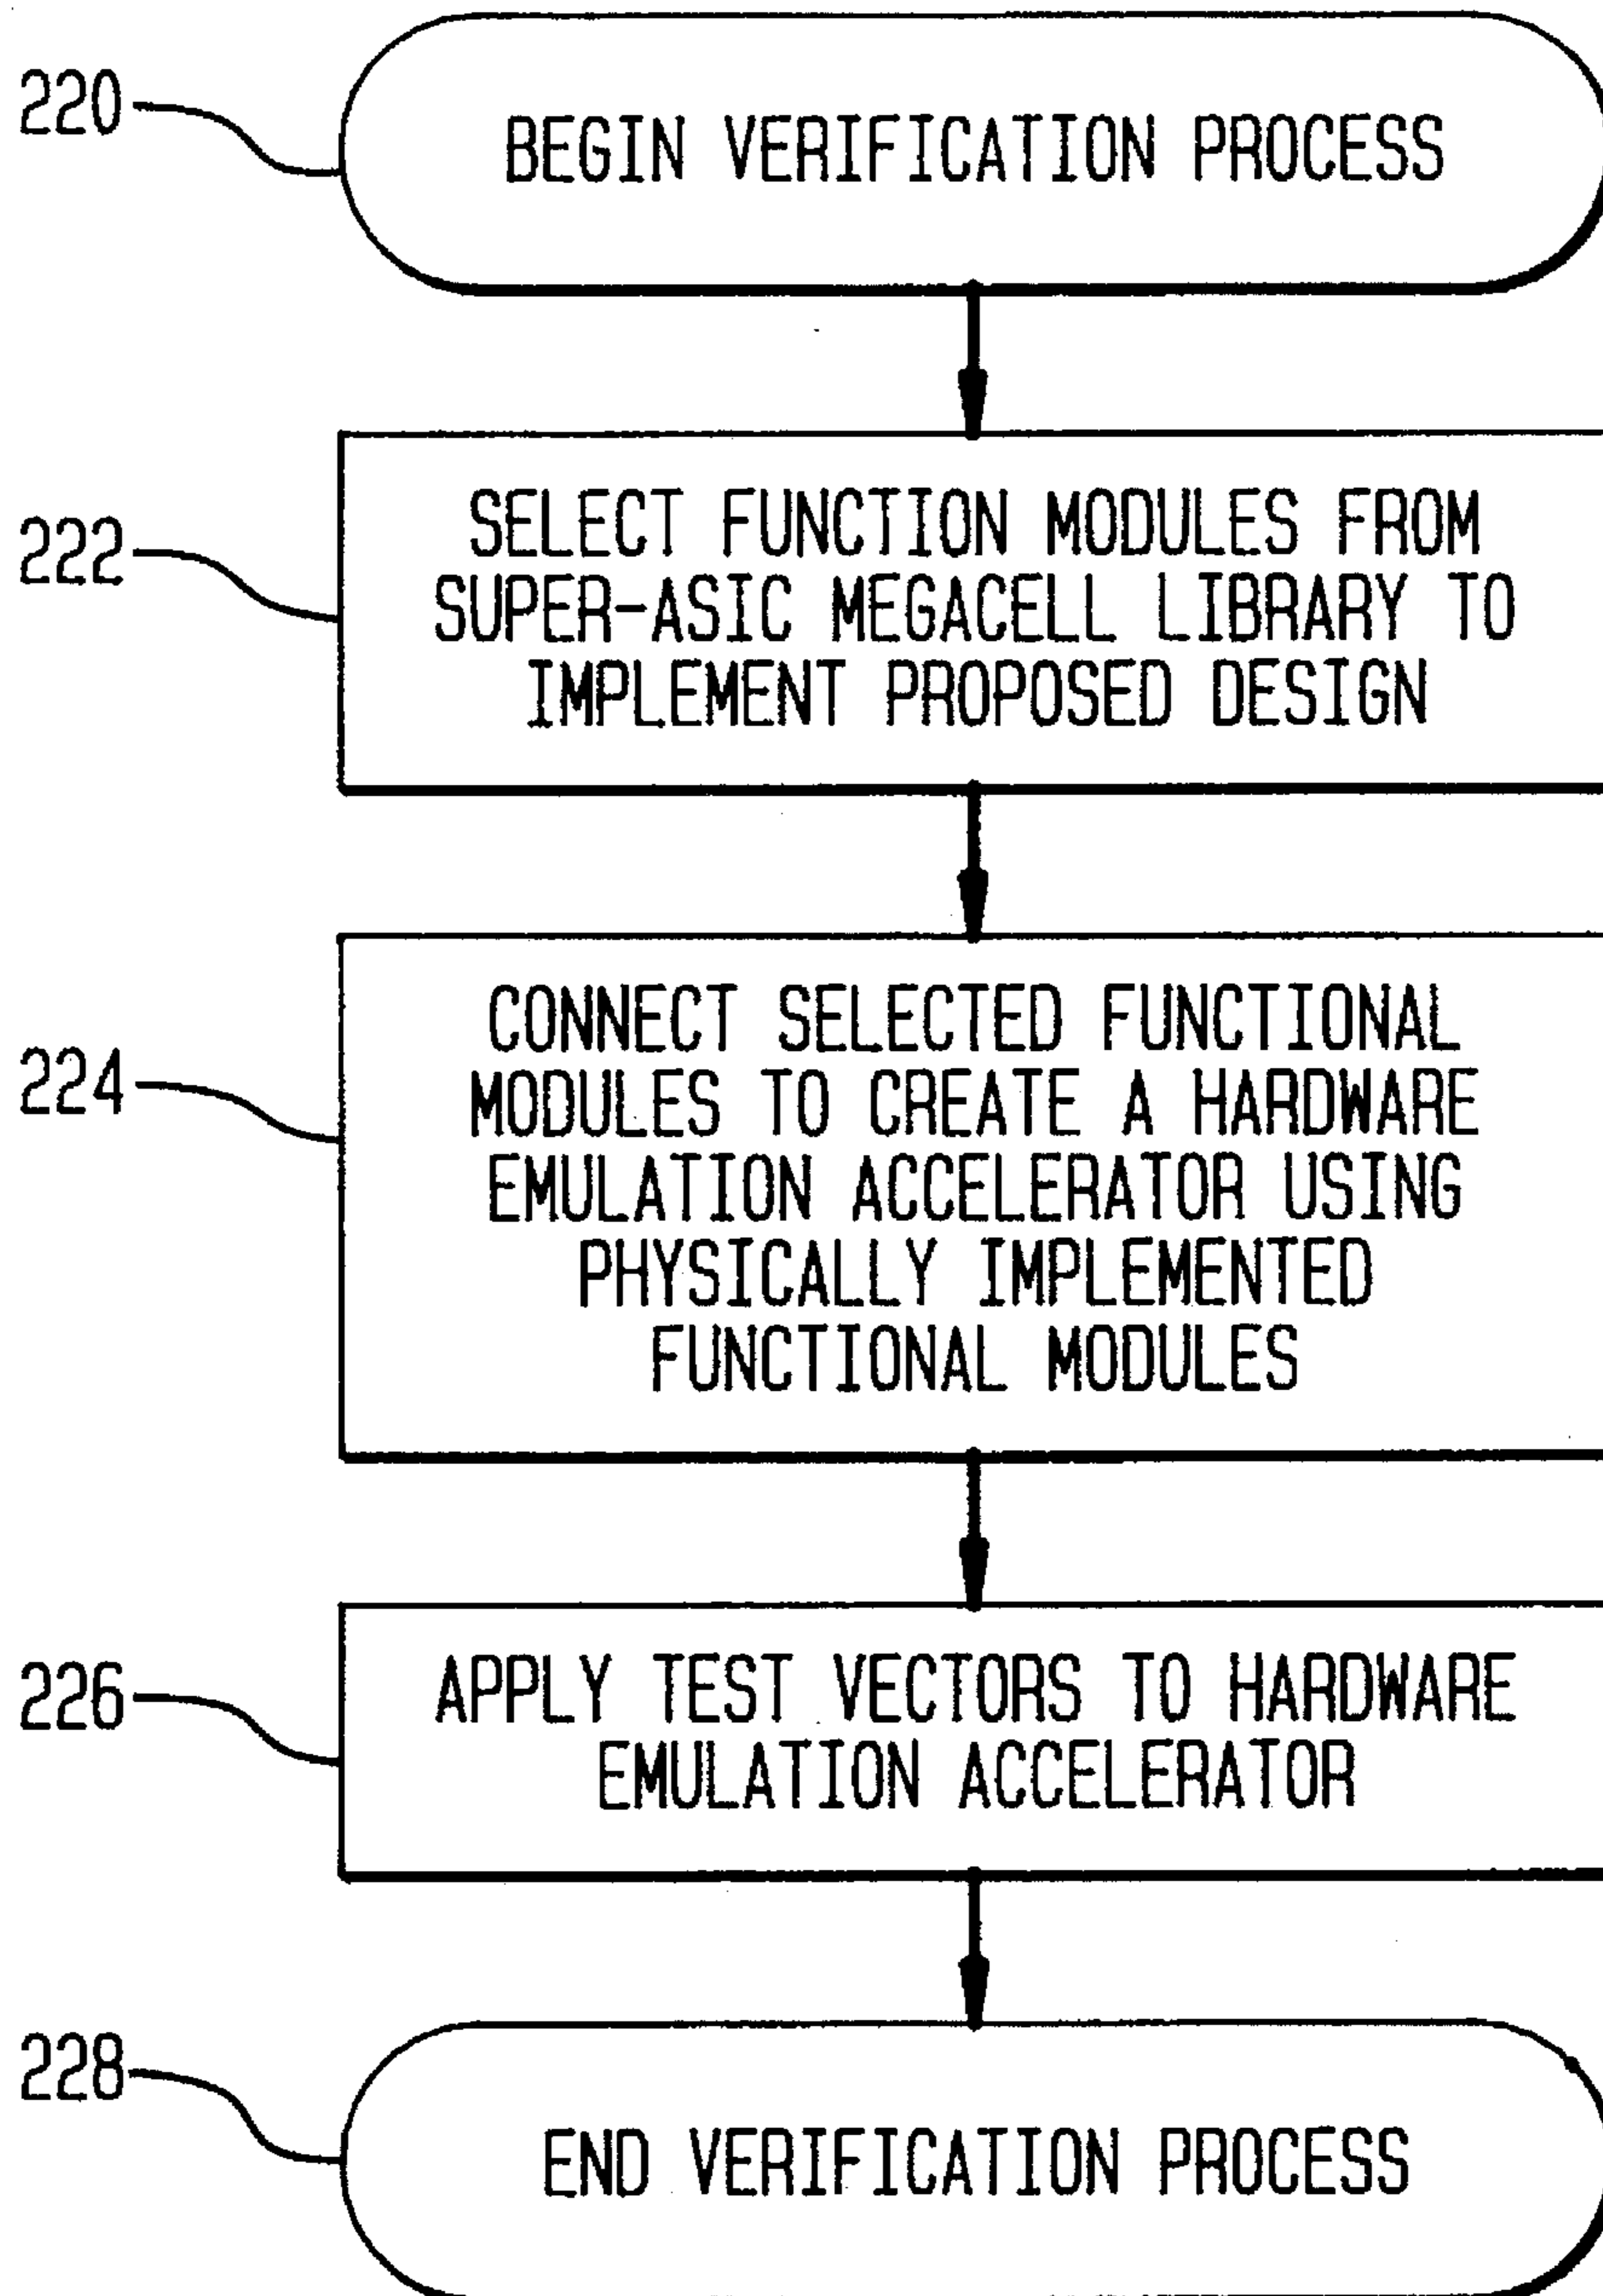 220
BEGIN VERIFICATION PROCESS
222
SELECT FUNCTION MODULES FROM
SUPER-ASIC MEGACELL LIBRARY TO
IMPLEMENT PROPOSED DESIGN
224
CONNECT SELECTED FUNCTIONAL
MODULES TO CREATE A HARDWARE
EMULATION ACCELERATOR USING
PHYSICALLY IMPLEMENTED
FUNCTIONAL MODULES
226
APPLY TEST VECTORS TO HARDWARE
EMULATION ACCELERATOR
228
END VERIFICATION PROCESS